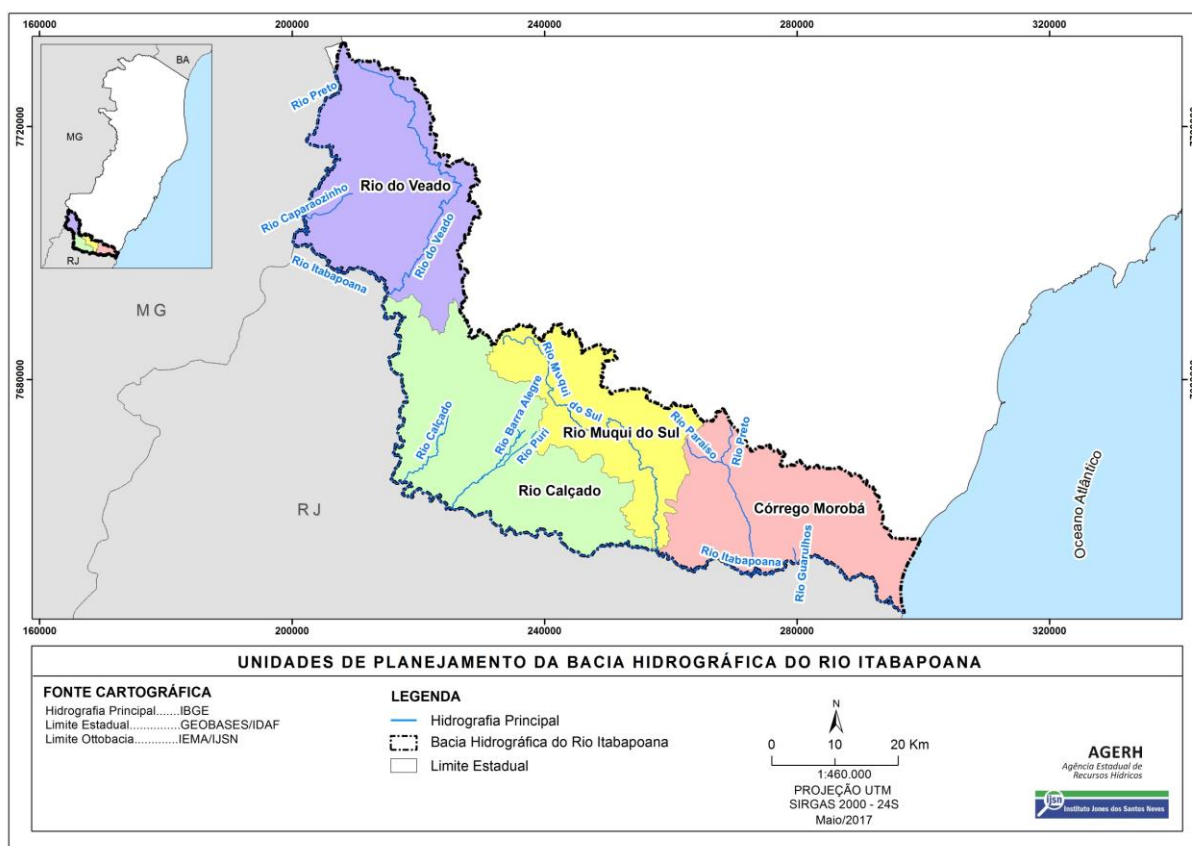 160000 200000 240000 280000 320000
7720000
7680000
7720000
7680000
BA
MG
RJ
Rio Preto
Rio do Veado
Rio Caparaozinho
Rio do Veado
Rio Itabapoana
MG
Rio Muqui do Sul
Rio Barra Alegre
Rio Calçado
Rio Puri
Rio Muqui do Sul
Rio Paraiso
Rio Preto
Rio Calçado
Córrego Morobá
RJ
Rio Itabapoana
Rio Guarulhos
Oceano Atlântico
160000 200000 240000 280000 320000
UNIDADES DE PLANEJAMENTO DA BACIA HIDROGRÁFICA DO RIO ITABAPOANA
FONTE CARTOGRÁFICA
Hidrografia Principal.......IBGE
Limite Estadual...............GEOBASES/IDAF
Limite Ottobacia.............IEMA/IJSN
LEGENDA
Hidrografia Principal
Bacia Hidrográfica do Rio Itabapoana
Limite Estadual
N
0 10 20 Km
1:460.000
PROJEÇÃO UTM
SIRGAS 2000 - 24S
Maio/2017
AGERH
Agência Estadual de
Recursos Hídricos
ijsn
Instituto Jones dos Santos Neves